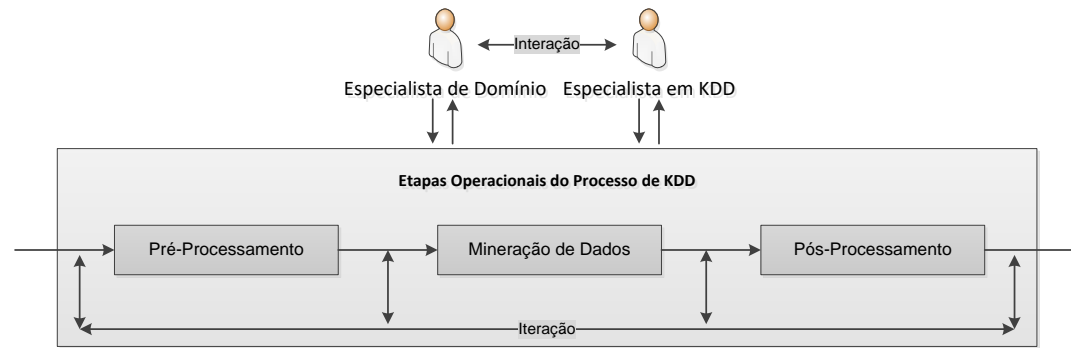 Interação
Especialista de Domínio
Especialista em KDD
Etapas Operacionais do Processo de KDD
Pré-Processamento
Mineração de Dados
Pós-Processamento
Iteração